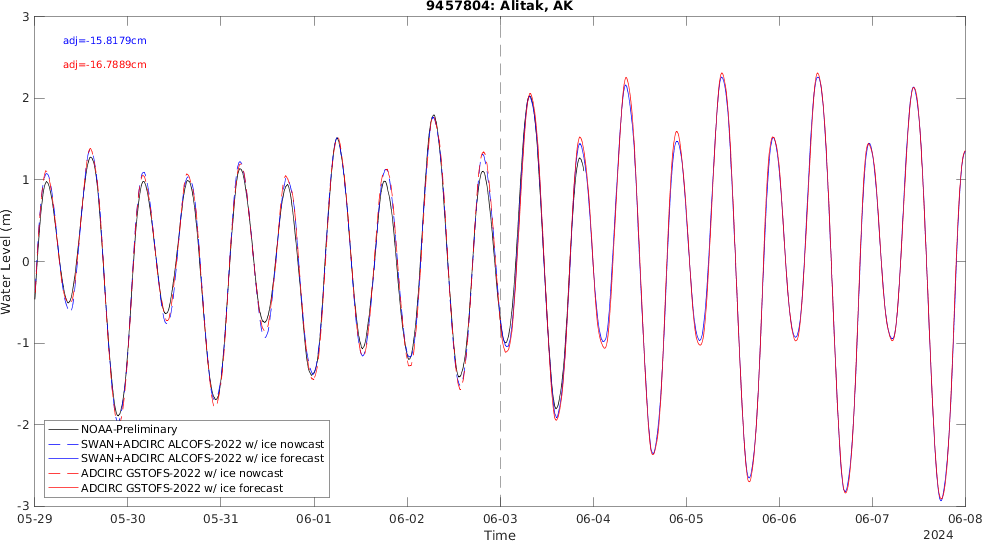 9457804: Alitak, AK
adj=-15.8179cm
adj=-16.7889cm
3
2
1
0
-1
-2
-3
Water Level (m)
NOAA-Preliminary
SWAN+ADCIRC ALCOFS-2022 w/ ice nowcast
SWAN+ADCIRC ALCOFS-2022 w/ ice forecast
ADCIRC GSTOFS-2022 w/ ice nowcast
ADCIRC GSTOFS-2022 w/ ice forecast
05-29 05-30 05-31 06-01 06-02 06-03 06-04 06-05 06-06 06-07 06-08
Time
2024